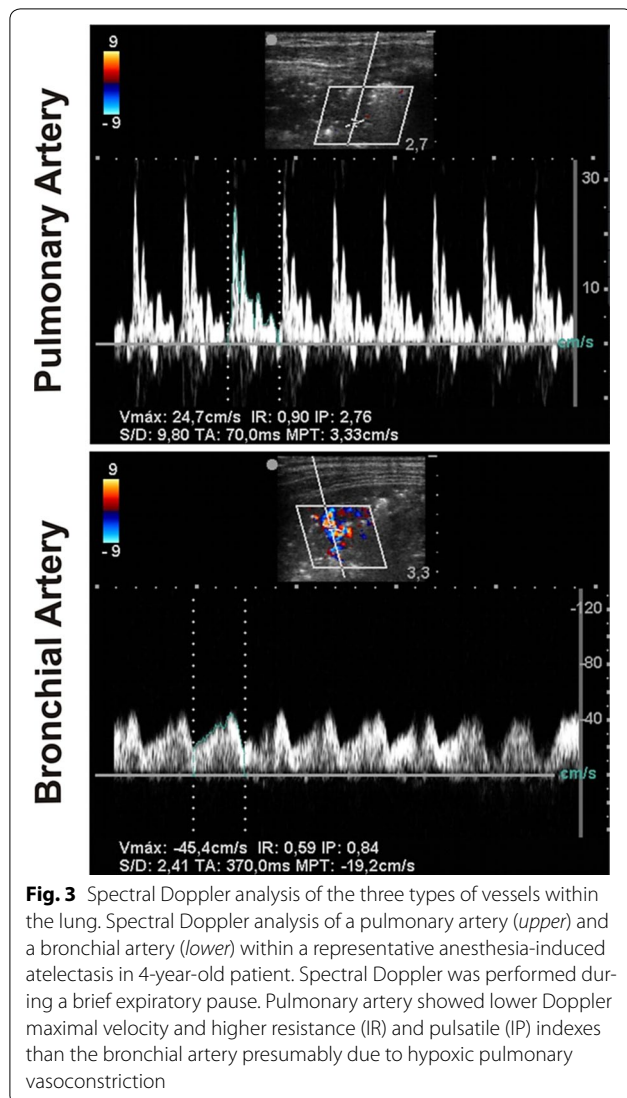 Pulmonary Artery
9
-9
2,7
30
10
cm/s
Vmáx: 24,7cm/s IR: 0,90 IP: 2,76
S/D: 9,80 TA: 70,0ms MPT: 3,33cm/s
Bronchial Artery
9
-9
3,3
-120
-80
-40
cm/s
Vmáx: -45,4cm/s IR: 0,59 IP: 0,84
S/D: 2,41 TA: 370,0ms MPT: -19,2cm/s
Fig. 3 Spectral Doppler analysis of the three types of vessels within
the lung. Spectral Doppler analysis of a pulmonary artery (upper) and
a bronchial artery (lower) within a representative anesthesia-induced
atelectasis in 4-year-old patient. Spectral Doppler was performed dur-
ing a brief expiratory pause. Pulmonary artery showed lower Doppler
maximal velocity and higher resistance (IR) and pulsatile (IP) indexes
than the bronchial artery presumably due to hypoxic pulmonary
vasoconstriction